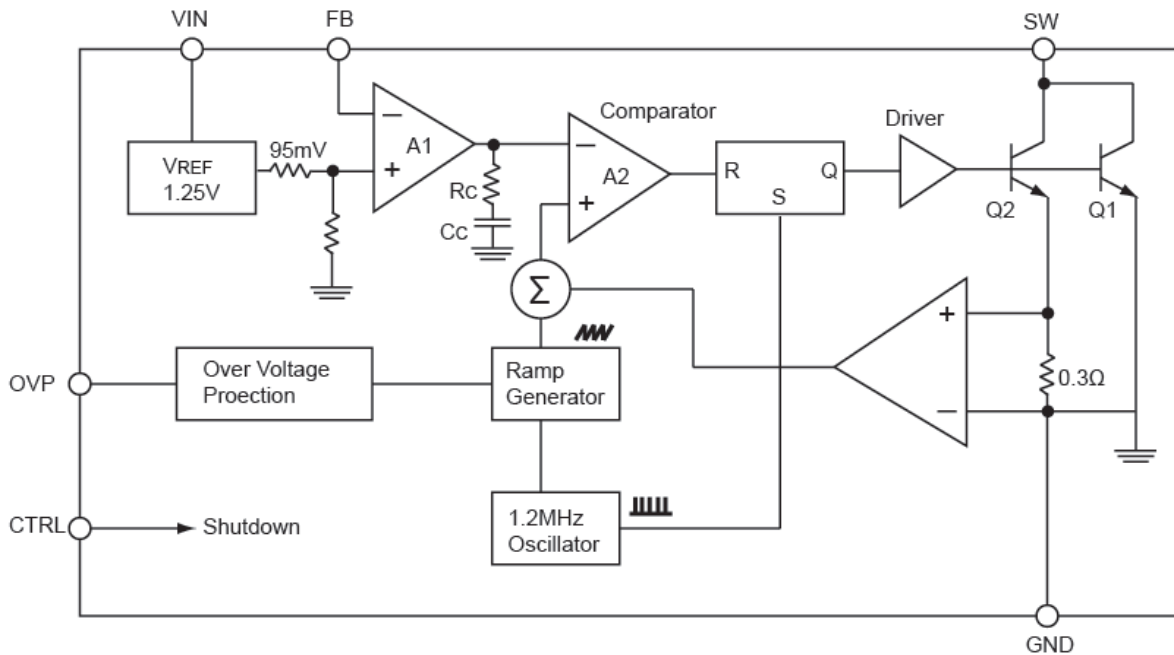 VIN
FB
SW
Comparator
Driver
VREF
1.25V
95mV
−
A1
+
Rc
Cc
−
A2
+
R
Q
S
Q2
Q1
Σ
+
−
0.3Ω
OVP
Over Voltage
Proection
Ramp
Generator
CTRL
Shutdown
1.2MHz
Oscillator
GND